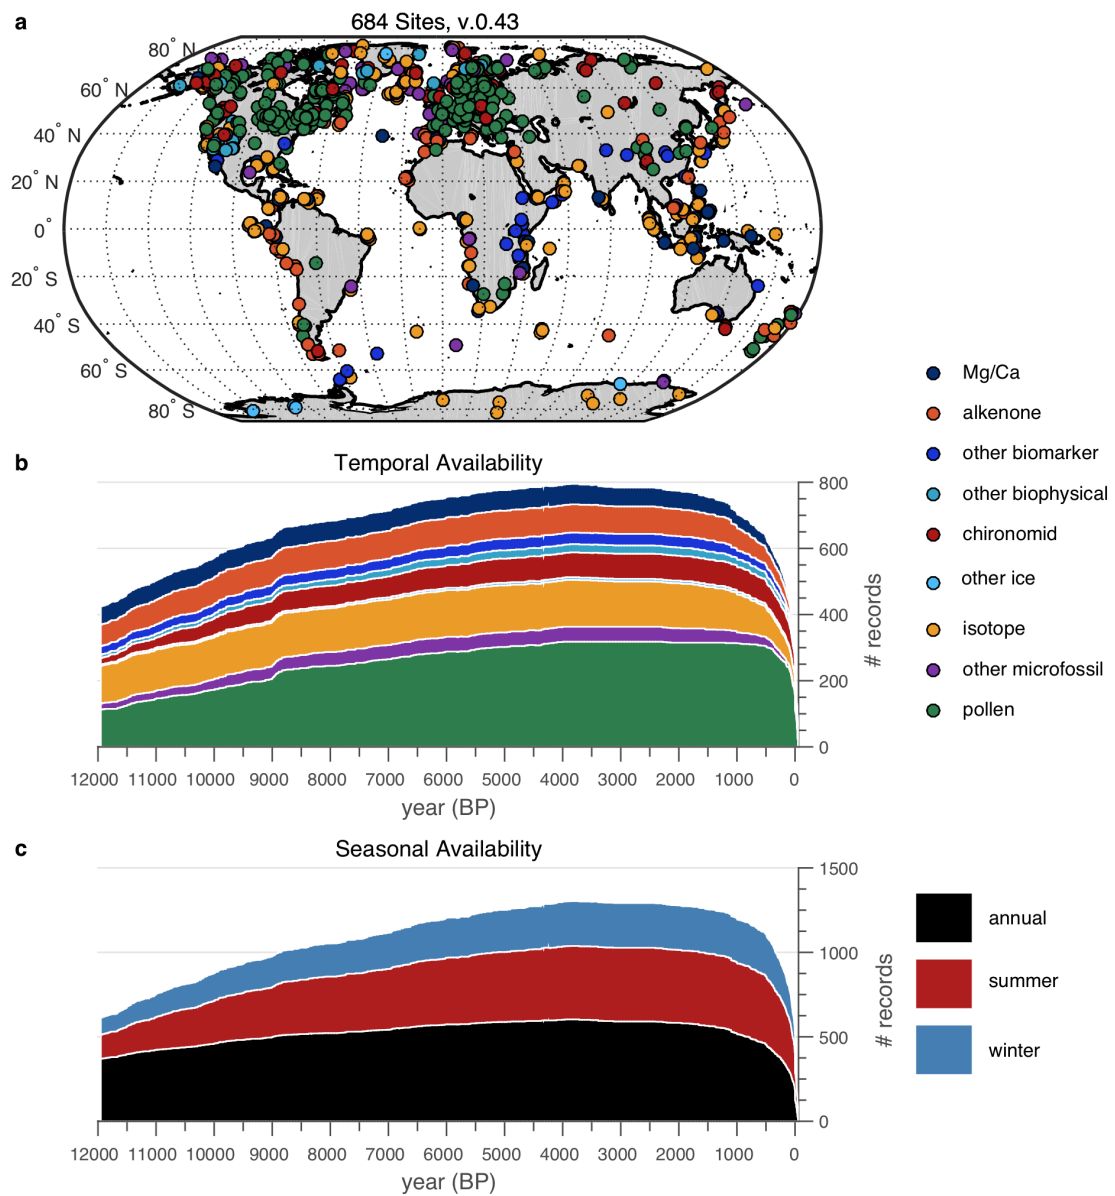 a
684 Sites, v.0.43
80° N
60° N
40° N
20° N
0°
20° S
40° S
60° S
80° S
Mg/Ca
alkenone
other biomarker
other biophysical
chironomid
other ice
isotope
other microfossil
pollen
b
Temporal Availability
800
600
400
200
0
# records
12000 11000 10000 9000 8000 7000 6000 5000 4000 3000 2000 1000 0
year (BP)
c
Seasonal Availability
1500
1000
500
0
# records
annual
summer
winter
12000 11000 10000 9000 8000 7000 6000 5000 4000 3000 2000 1000 0
year (BP)